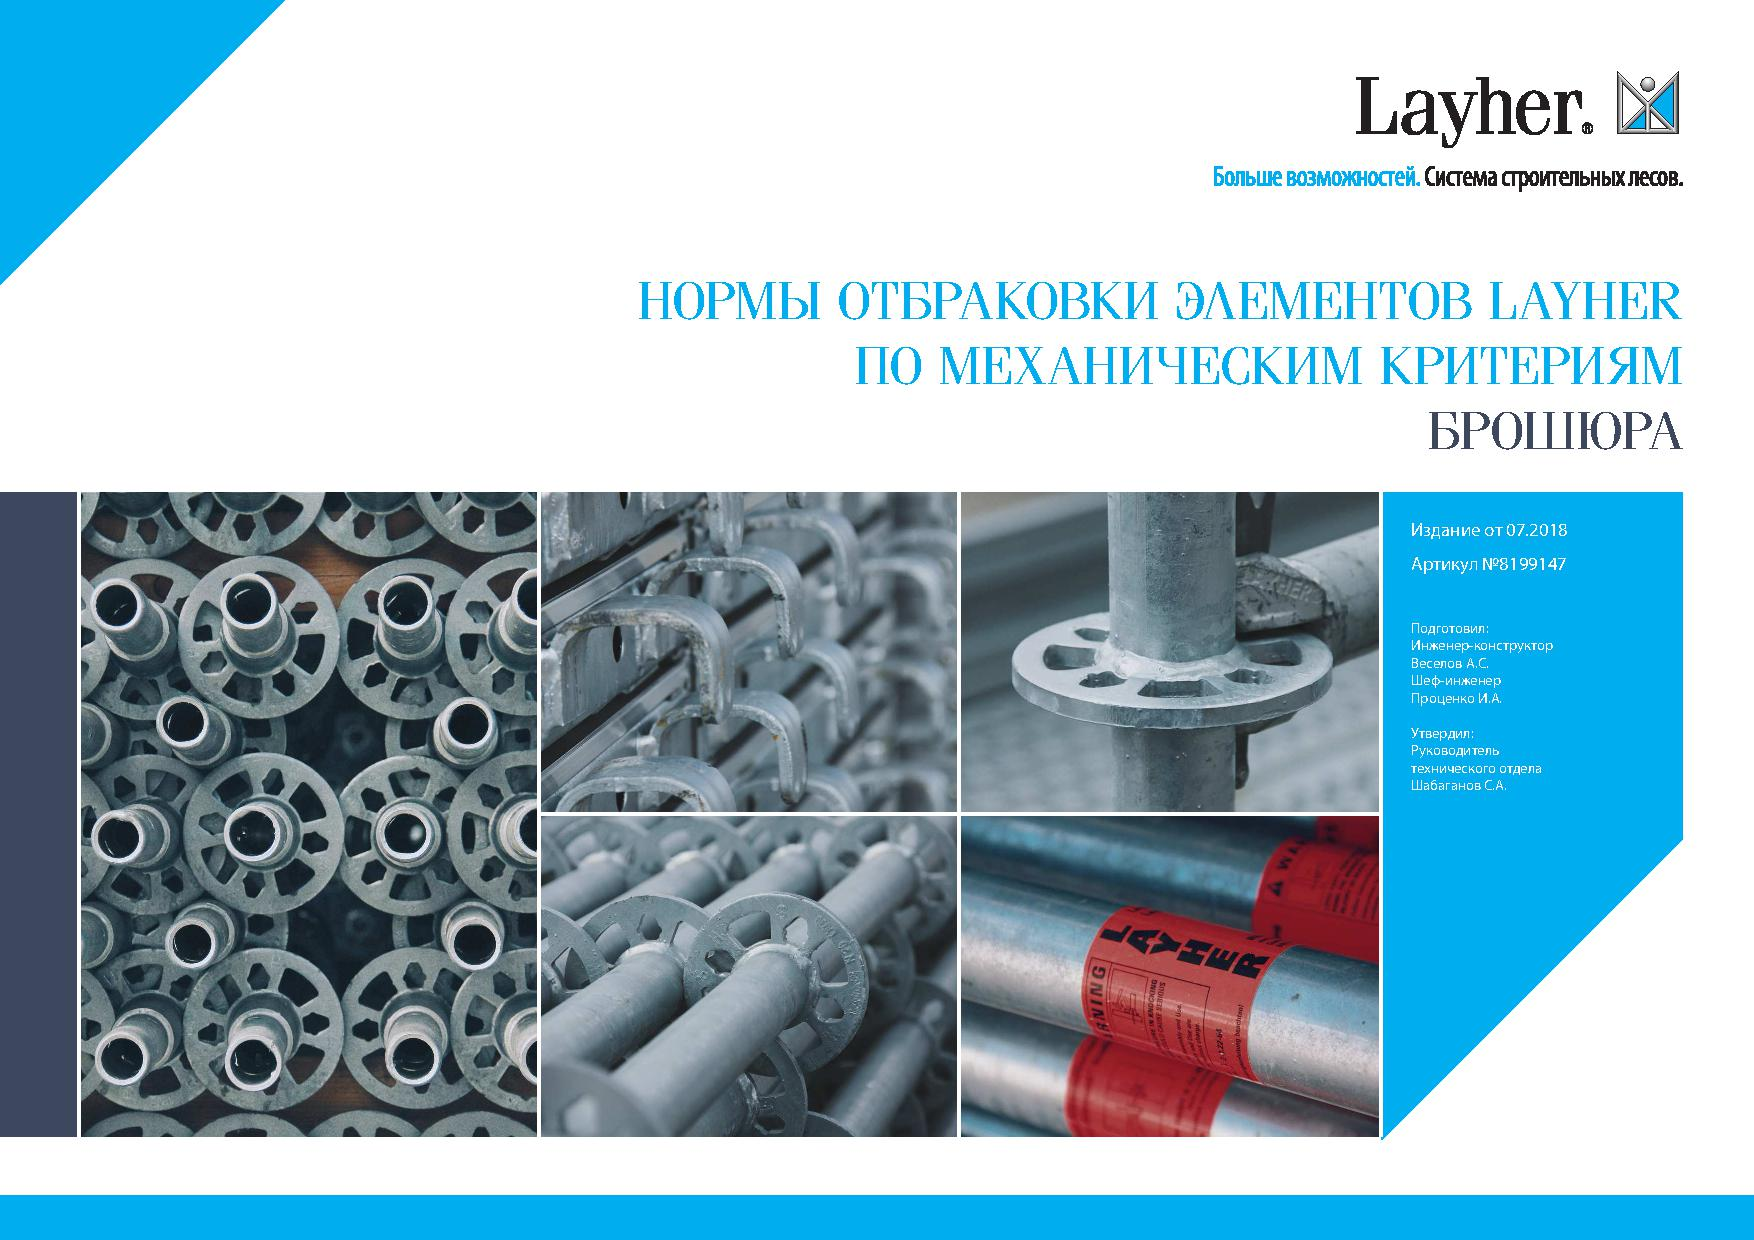 Layher.®
Больше возможностей. Система строительных лесов.
НОРМЫ ОТБРАКОВКИ ЭЛЕМЕНТОВ LAYHER
ПО МЕХАНИЧЕСКИМ КРИТЕРИЯМ
БРОШЮРА
Издание от 07.2018
Артикул №8199147
Подготовил:
Инженер-конструктор
Веселов А.С.
Шеф-инженер
Проценко И.А.
Утвердил:
Руководитель
технического отдела
Шабаганов С.А.
LAYHER